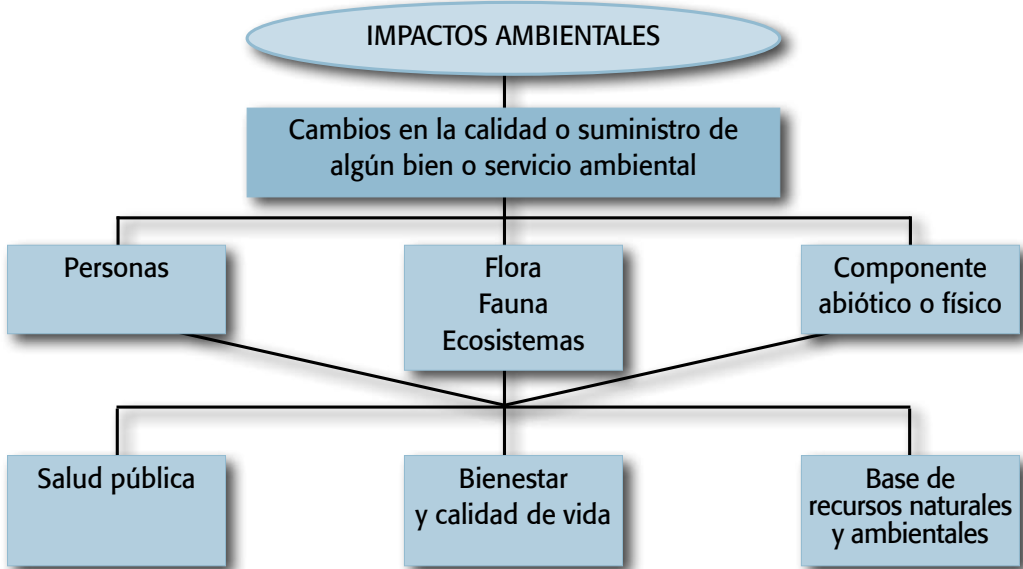 IMPACTOS AMBIENTALES
Cambios en la calidad o suministro de
algún bien o servicio ambiental
Personas
Flora
Fauna
Ecosistemas
Componente
abiótico o físico
Salud pública
Bienestar
y calidad de vida
Base de
recursos naturales
y ambientales